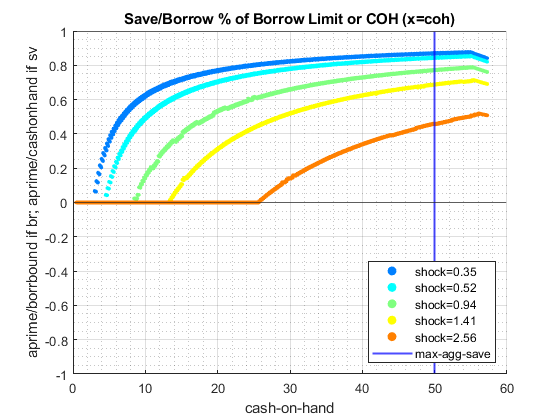 Save/Borrow % of Borrow Limit or COH (x=coh)
aprime/borrbound if br; aprime/cashonhand if sv
1
0.8
0.6
0.4
0.2
0
-0.2
-0.4
-0.6
-0.8
-1
0 10 20 30 40 50 60
cash-on-hand
shock=0.35
shock=0.52
shock=0.94
shock=1.41
shock=2.56
max-agg-save